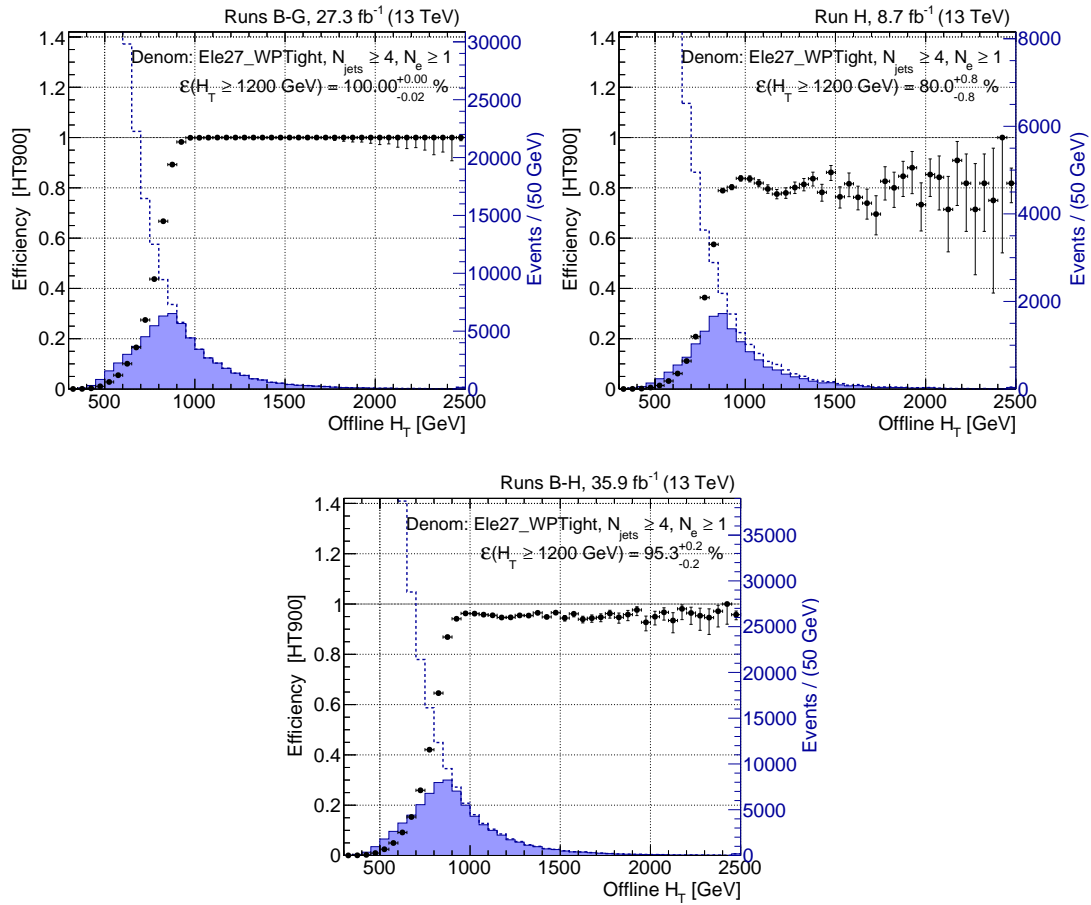 Runs B-G, 27.3 fb⁻¹ (13 TeV)
Denom: Ele27_WPTight, N_jets ≥ 4, N_e ≥ 1
ε(H_T ≥ 1200 GeV) = 100.00 +0.00 -0.02 %
Efficiency [HT900]
0 0.2 0.4 0.6 0.8 1 1.2 1.4
500 1000 1500 2000 2500
Offline H_T [GeV]
0 5000 10000 15000 20000 25000 30000
Events / (50 GeV)
Run H, 8.7 fb⁻¹ (13 TeV)
Denom: Ele27_WPTight, N_jets ≥ 4, N_e ≥ 1
ε(H_T ≥ 1200 GeV) = 80.0 +0.8 -0.8 %
Efficiency [HT900]
0 0.2 0.4 0.6 0.8 1 1.2 1.4
500 1000 1500 2000 2500
Offline H_T [GeV]
0 2000 4000 6000 8000
Events / (50 GeV)
Runs B-H, 35.9 fb⁻¹ (13 TeV)
Denom: Ele27_WPTight, N_jets ≥ 4, N_e ≥ 1
ε(H_T ≥ 1200 GeV) = 95.3 +0.2 -0.2 %
Efficiency [HT900]
0 0.2 0.4 0.6 0.8 1 1.2 1.4
500 1000 1500 2000 2500
Offline H_T [GeV]
0 5000 10000 15000 20000 25000 30000 35000
Events / (50 GeV)